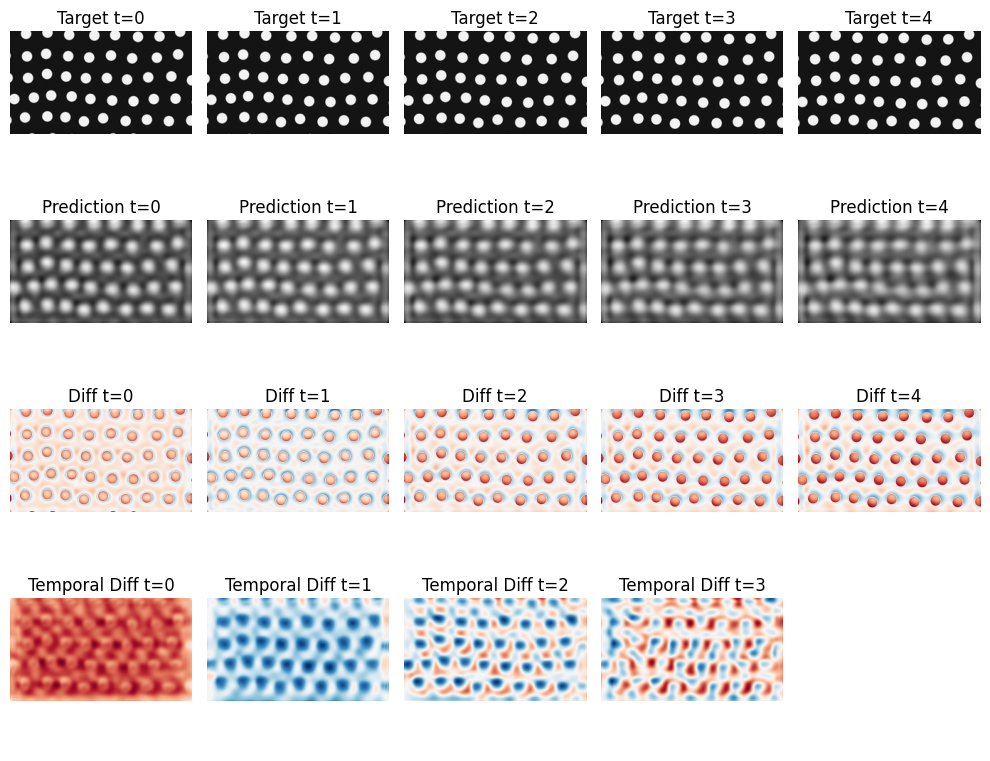 Target t=0
Target t=1
Target t=2
Target t=3
Target t=4
Prediction t=0
Prediction t=1
Prediction t=2
Prediction t=3
Prediction t=4
Diff t=0
Diff t=1
Diff t=2
Diff t=3
Diff t=4
Temporal Diff t=0
Temporal Diff t=1
Temporal Diff t=2
Temporal Diff t=3